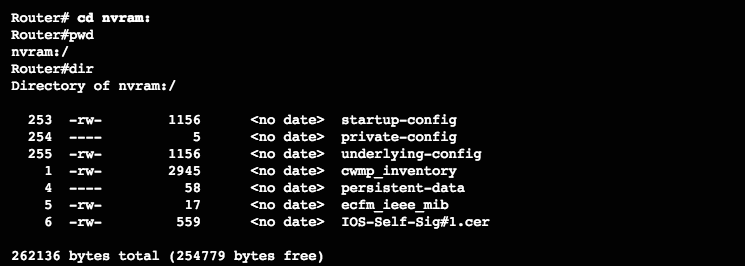 Router# cd nvram:
Router#pwd
nvram:/
Router#dir
Directory of nvram:/
253 -rw- 1156 <no date> startup-config
254 ---- 5 <no date> private-config
255 -rw- 1156 <no date> underlying-config
1 -rw- 2945 <no date> cwmp_inventory
4 ---- 58 <no date> persistent-data
5 -rw- 17 <no date> ecfm_ieee_mib
6 -rw- 559 <no date> IOS-Self-Sig#1.cer
262136 bytes total (254779 bytes free)